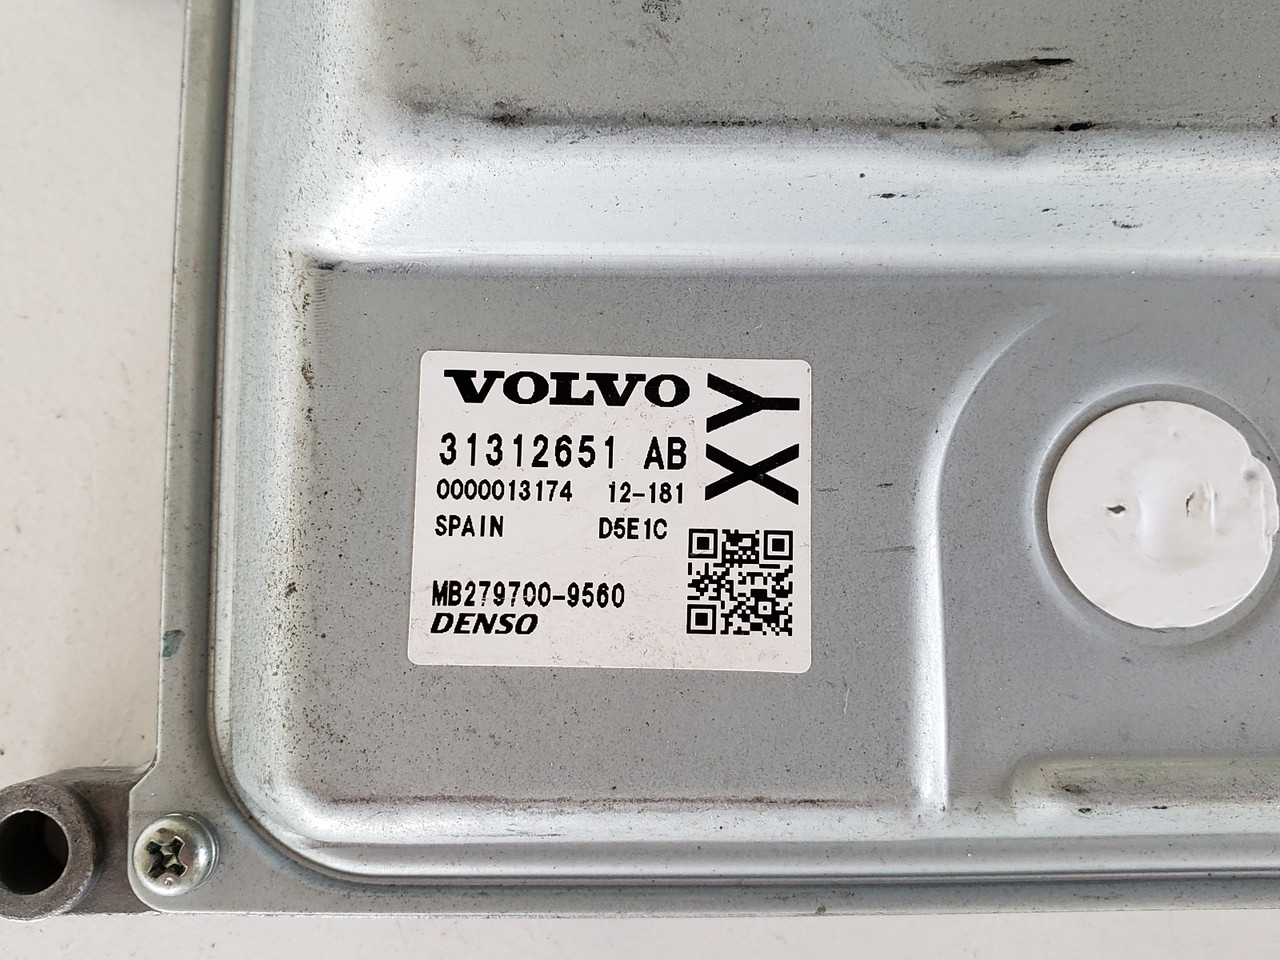 VOLVO
31312651 AB
0000013174 12-181
SPAIN D5E1C
MB279700-9560
DENSO
XY